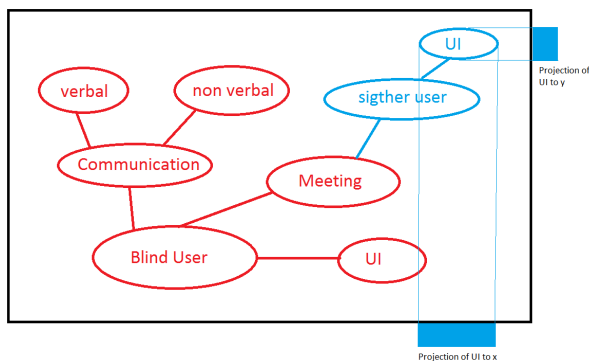 UI
verbal
non verbal
sigther user
Projection of
UI to y
Communication
Meeting
Blind User
UI
Projection of UI to x